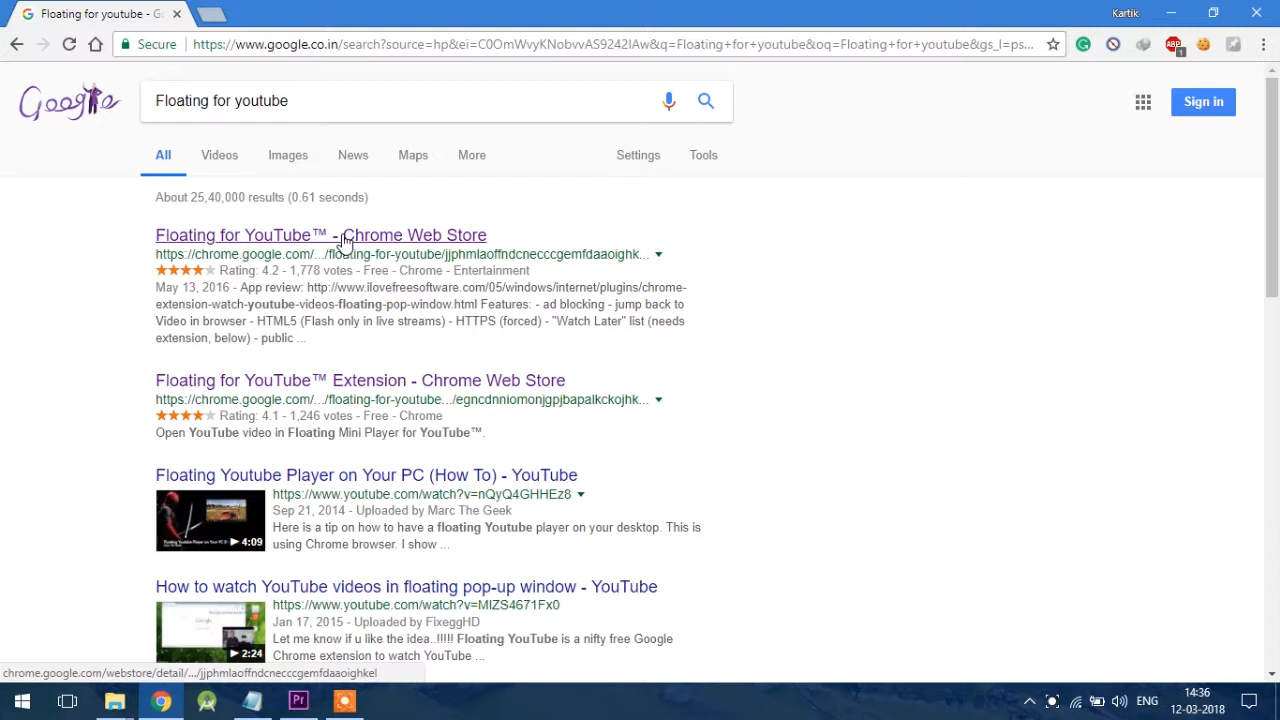 Floating for youtube - G
Kartik
Secure
https://www.google.co.in/search?source=hp&ei=C0OmWvyKNobvvAS9242IAw&q=Floating+for+youtube&oq=Floating+for+youtube&gs_l=ps...
ABP
1
Google
Floating for youtube
Sign in
All
Videos
Images
News
Maps
More
Settings
Tools
About 25,40,000 results (0.61 seconds)
Floating for YouTube™ - Chrome Web Store
https://chrome.google.com/.../floating-for-youtube/jjphmlaoffndcnecccgemfdaaoighk...
Rating: 4.2 - 1,778 votes - Free - Chrome - Entertainment
May 13, 2016 - App review: http://www.ilovefreesoftware.com/05/windows/internet/plugins/chrome-
extension-watch-youtube-videos-floating-pop-window.html Features: - ad blocking - jump back to
Video in browser - HTML5 (Flash only in live streams) - HTTPS (forced) - "Watch Later" list (needs
extension, below) - public ...
Floating for YouTube™ Extension - Chrome Web Store
https://chrome.google.com/.../floating-for-youtube.../egncdnniomonjgpjbapalkckojhk...
Rating: 4.1 - 1,246 votes - Free - Chrome
Open YouTube video in Floating Mini Player for YouTube™.
Floating Youtube Player on Your PC (How To) - YouTube
https://www.youtube.com/watch?v=nQyQ4GHHEz8
Sep 21, 2014 - Uploaded by Marc The Geek
Here is a tip on how to have a floating Youtube player on your desktop. This is
using Chrome browser. I show ...
4:09
How to watch YouTube videos in floating pop-up window - YouTube
https://www.youtube.com/watch?v=MIZS4671Fx0
Jan 17, 2015 - Uploaded by FixeggHD
Let me know if u like the idea..!!!!! Floating YouTube is a nifty free Google
Chrome extension to watch YouTube ...
2:24
chrome.google.com/webstore/detail/.../jjphmlaoffndcnecccgemfdaaoighkel
Pr
ENG
14:36
12-03-2018